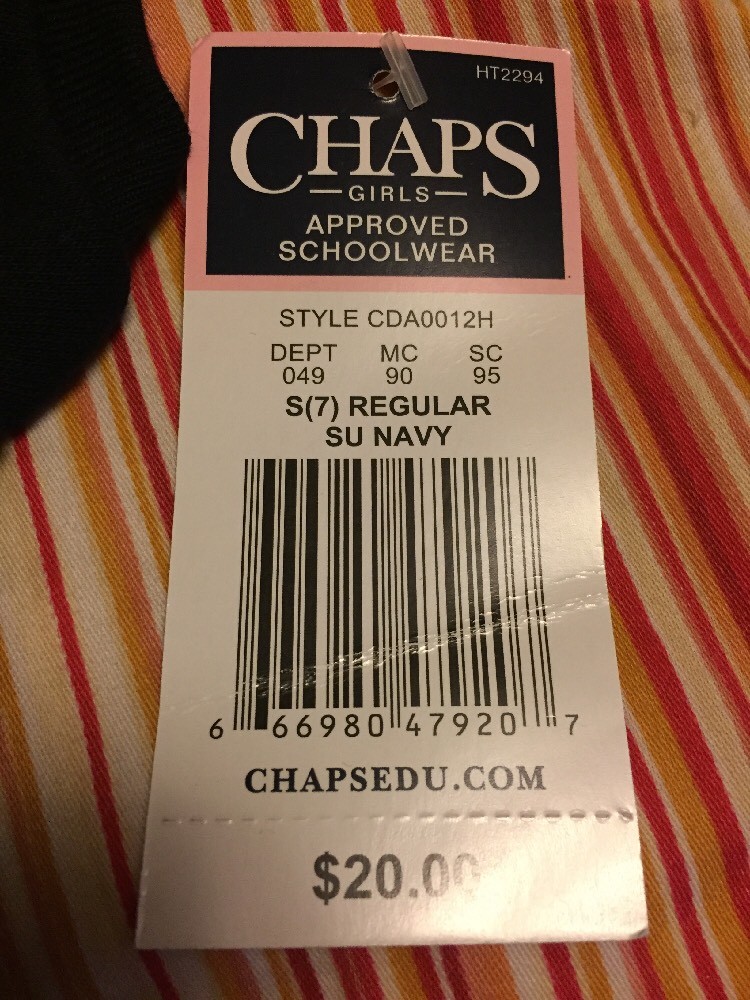 HT2294
CHAPS
GIRLS
APPROVED
SCHOOLWEAR
STYLE CDA0012H
DEPT MC SC
049 90 95
S(7) REGULAR
SU NAVY
6 66980 47920 7
CHAPSEDU.COM
$20.00